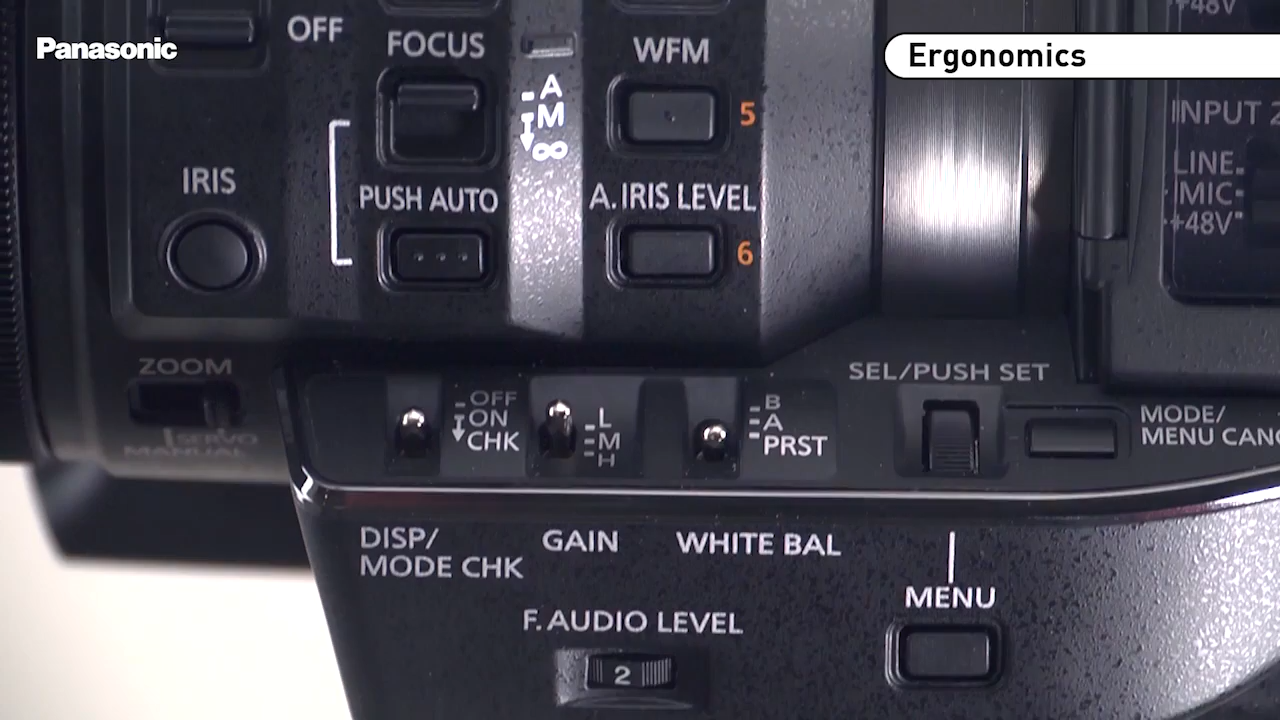 Panasonic
Ergonomics
OFF
FOCUS
WFM
+48V
A
M
∞
5
INPUT 2
IRIS
PUSH AUTO
A. IRIS LEVEL
LINE
MIC
+48V
6
ZOOM
SERVO
MANUAL
OFF
ON
CHK
L
M
H
B
A
PRST
SEL/PUSH SET
MODE/
MENU CANC
DISP/
MODE CHK
GAIN
WHITE BAL
MENU
F. AUDIO LEVEL
2